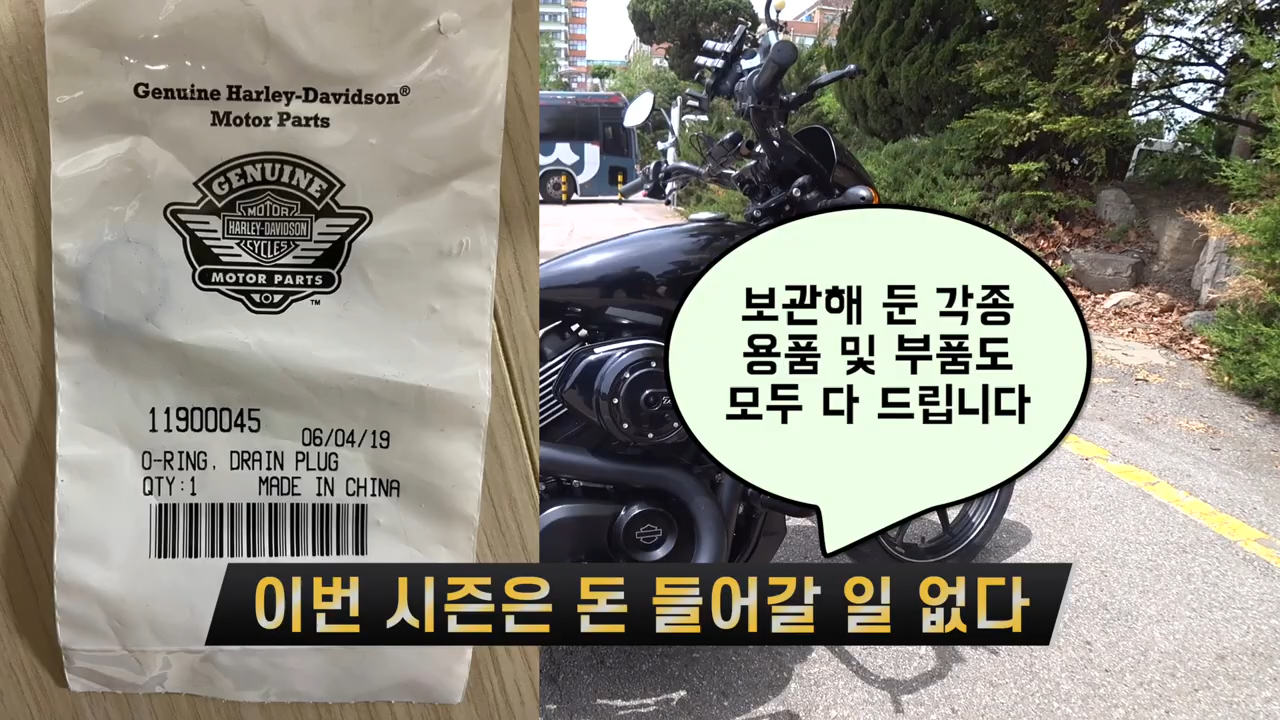 Genuine Harley-Davidson®
Motor Parts
GENUINE
MOTOR
HARLEY-DAVIDSON
CYCLES
MOTOR PARTS
™
11900045
06/04/19
O-RING, DRAIN PLUG
QTY:1 MADE IN CHINA
보관해 둔 각종
용품 및 부품도
모두 다 드립니다
이번 시즌은 돈 들어갈 일 없다